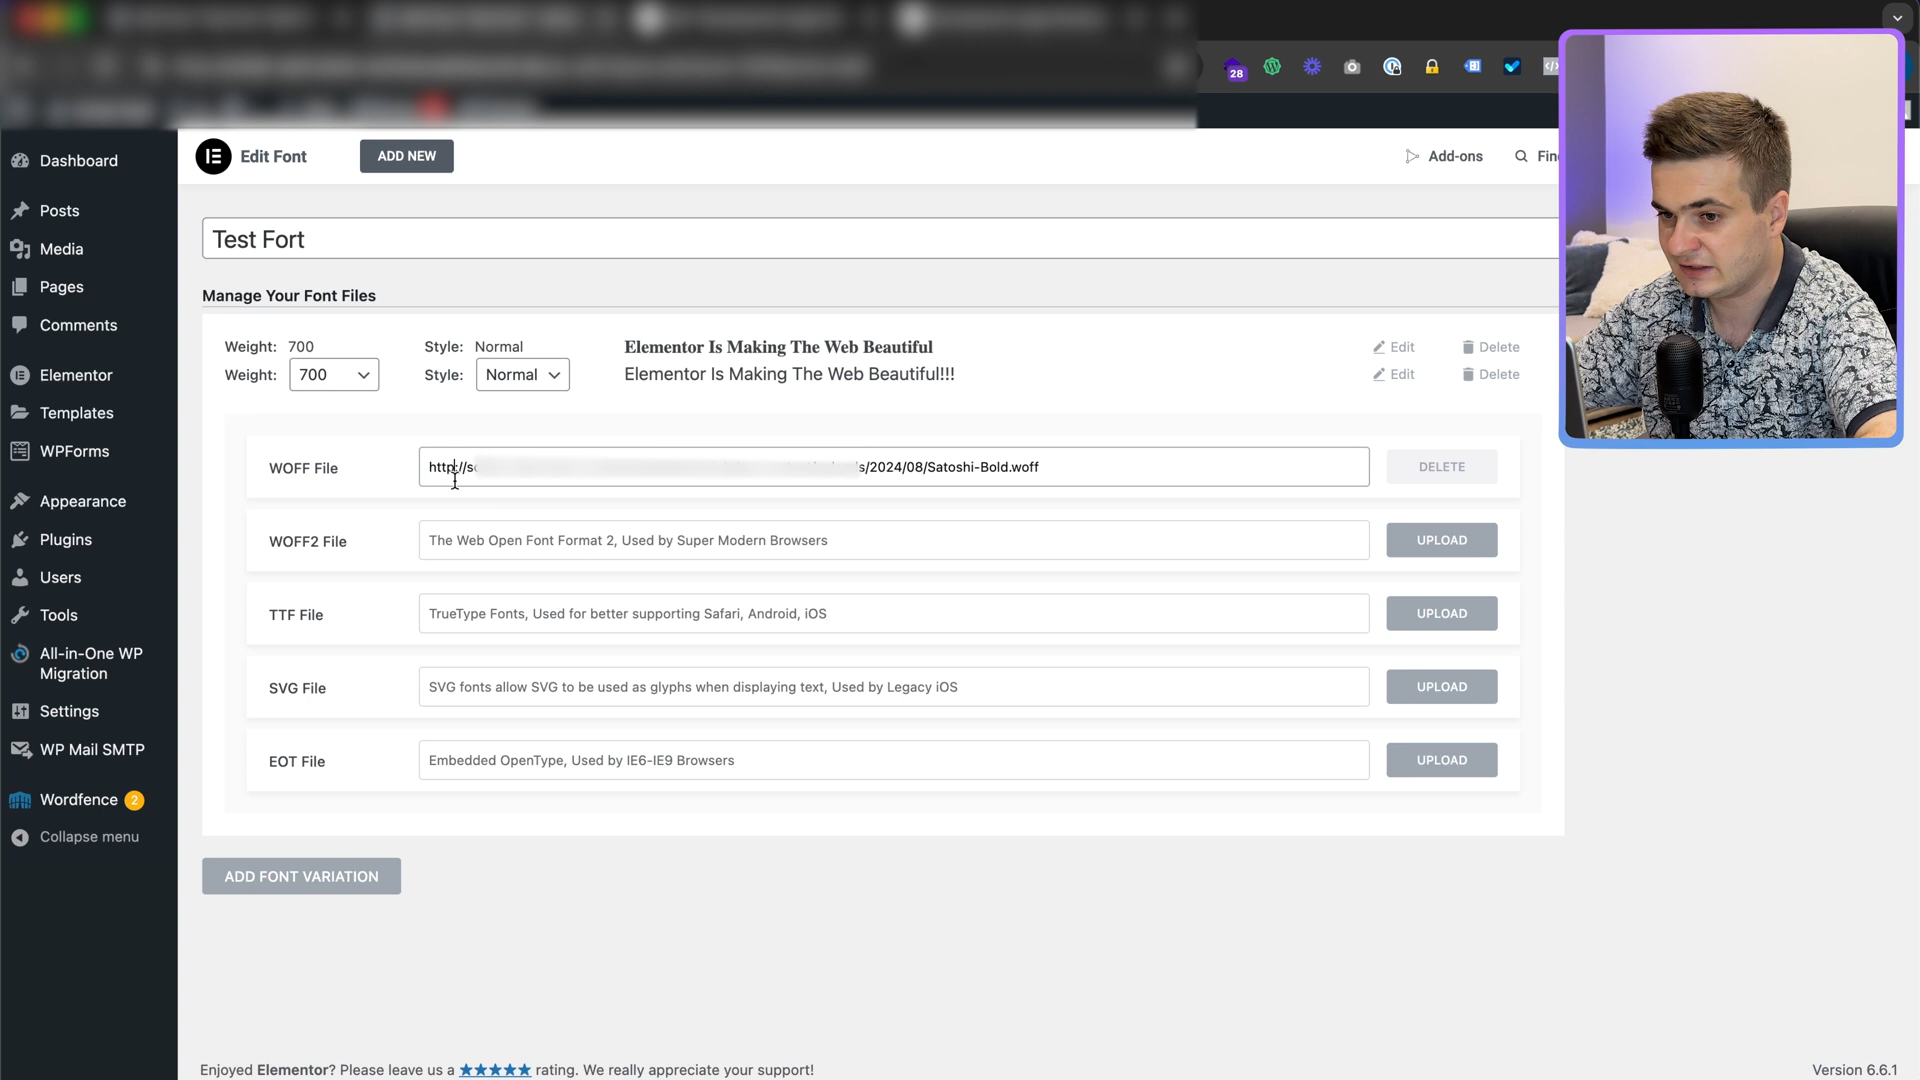 28
Dashboard
Posts
Media
Pages
Comments
Elementor
Templates
WPForms
Appearance
Plugins
Users
Tools
All-in-One WP
Migration
Settings
WP Mail SMTP
Wordfence 2
Collapse menu
Edit Font
ADD NEW
Add-ons
Test Fort
Manage Your Font Files
Weight: 700 Style: Normal Elementor Is Making The Web Beautiful Edit Delete
Weight: 700 Style: Normal Elementor Is Making The Web Beautiful!!! Edit Delete
WOFF File http://s s/2024/08/Satoshi-Bold.woff DELETE
WOFF2 File The Web Open Font Format 2, Used by Super Modern Browsers UPLOAD
TTF File TrueType Fonts, Used for better supporting Safari, Android, iOS UPLOAD
SVG File SVG fonts allow SVG to be used as glyphs when displaying text, Used by Legacy iOS UPLOAD
EOT File Embedded OpenType, Used by IE6-IE9 Browsers UPLOAD
ADD FONT VARIATION
Enjoyed Elementor? Please leave us a ★★★★★ rating. We really appreciate your support!
Version 6.6.1